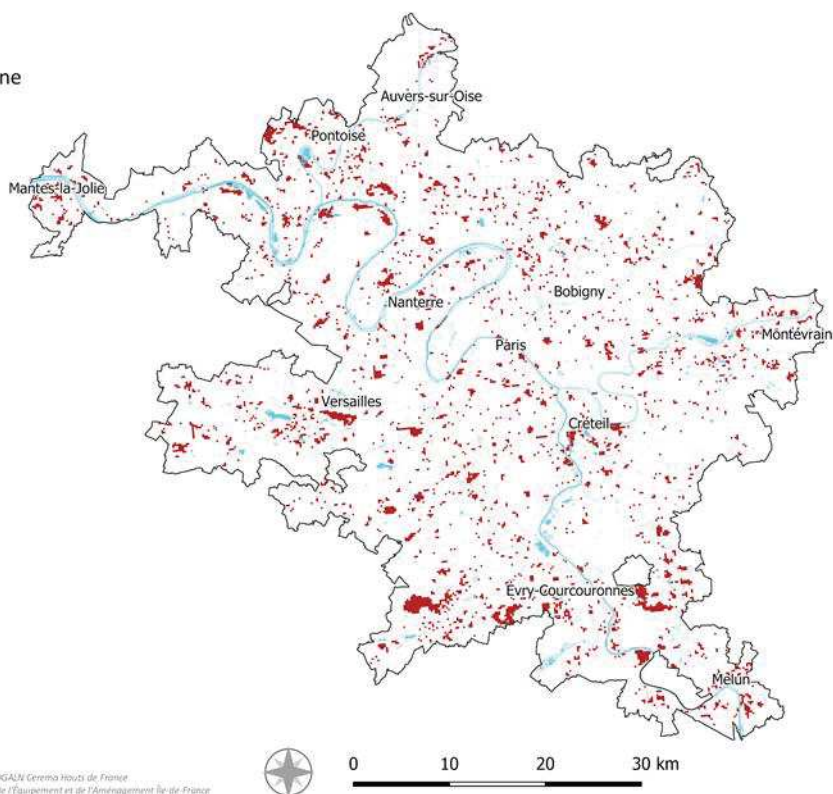 ne
Auvers-sur-Oise
Pontoise
Mantes-la-Jolie
Nanterre
Bobigny
Montévrain
Paris
Versailles
Créteil
Évry-Courcouronnes
Melun
0 10 20 30 km
OGALN Cerema Hauts de France
de l'Équipement et de l'Aménagement Île-de-France